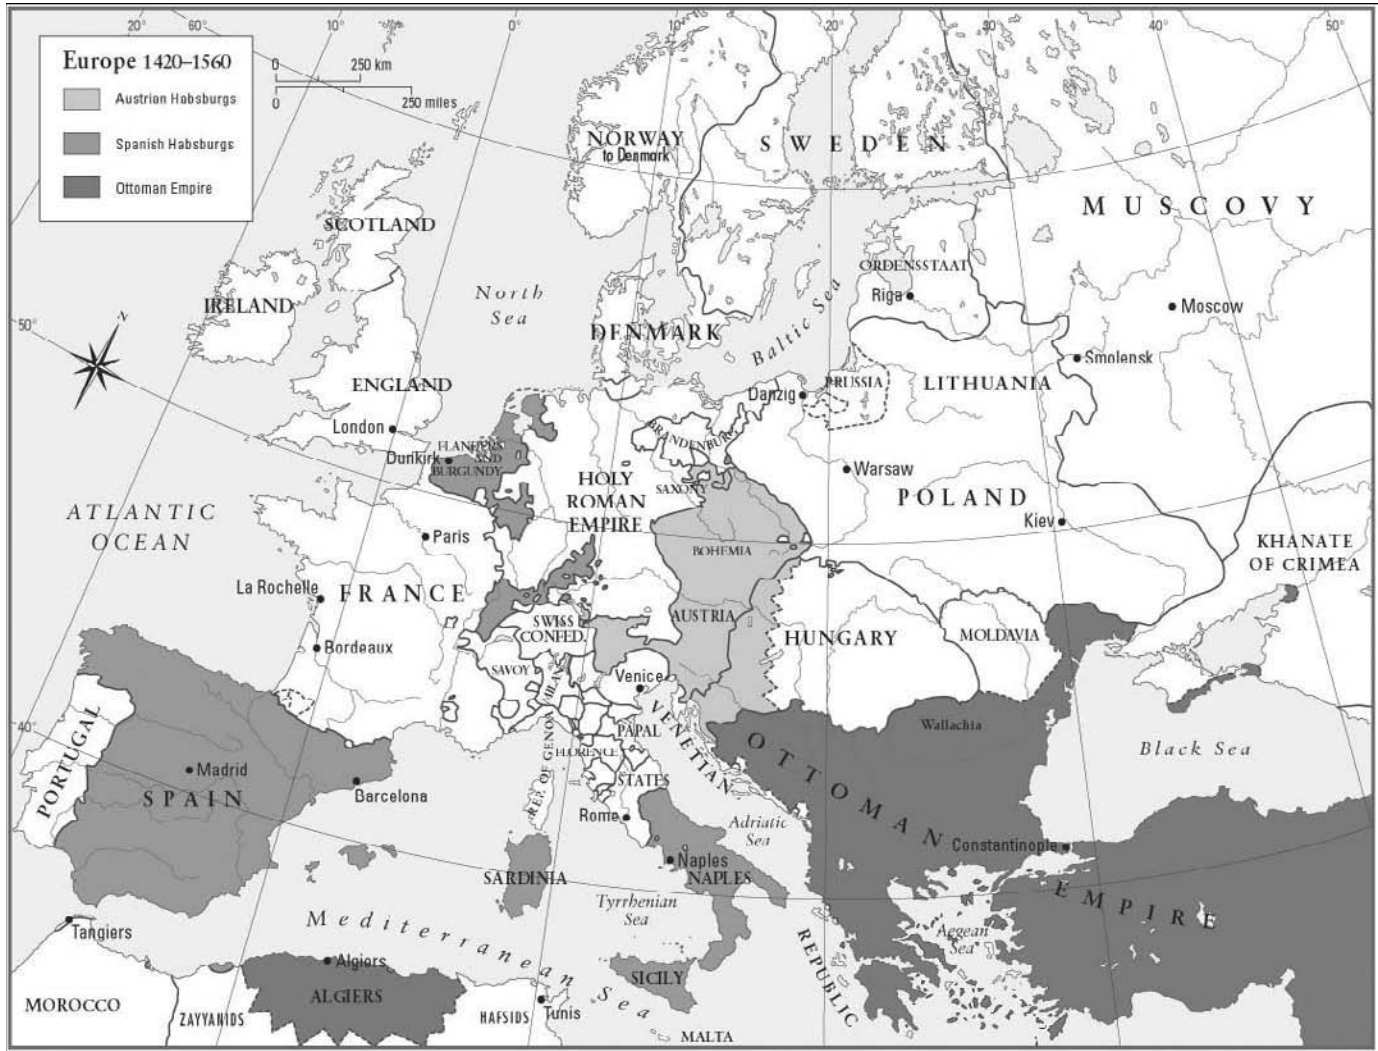 20°
60°
10°
0°
10°
20°
30°
40°
50°
Europe 1420–1560
0 250 km
0 250 miles
Austrian Habsburgs
Spanish Habsburgs
Ottoman Empire
NORWAY
to Denmark
SWEDEN
MUSCOVY
SCOTLAND
ORDENSSTAAT
Riga
IRELAND
North
Sea
Moscow
50°
N
DENMARK
Baltic Sea
Smolensk
ENGLAND
PRUSSIA
LITHUANIA
Danzig
London
BRANDENBURG
FLANDERS
AND
BURGUNDY
Dunkirk
Warsaw
HOLY
ROMAN
EMPIRE
SAXONY
POLAND
ATLANTIC
OCEAN
Kiev
Paris
BOHEMIA
KHANATE
OF CRIMEA
La Rochelle
FRANCE
SWISS
CONFED.
AUSTRIA
HUNGARY
MOLDAVIA
Bordeaux
SAVOY
MILAN
Venice
40°
PORTUGAL
VENETIAN
REPUBLIC
PAPAL
STATES
Wallachia
FLORENCE
REP. OF GENOA
Black Sea
OTTOMAN
EMPIRE
Madrid
SPAIN
Barcelona
Rome
Adriatic
Sea
Constantinople
Naples
NAPLES
SARDINIA
Tyrrhenian
Sea
Mediterranean Sea
Aegean
Sea
Tangiers
Algiers
ALGIERS
SICILY
MOROCCO
ZAYYANIDS
HAFSIDS
Tunis
MALTA